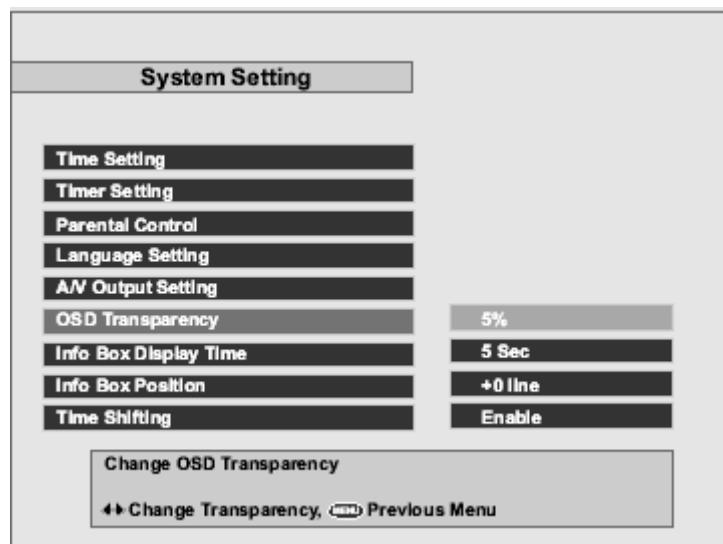 System Setting
Time Setting
Timer Setting
Parental Control
Language Setting
A/V Output Setting
OSD Transparency 5%
Info Box Display Time 5 Sec
Info Box Position +0 line
Time Shifting Enable
Change OSD Transparency
Change Transparency, MENU Previous Menu